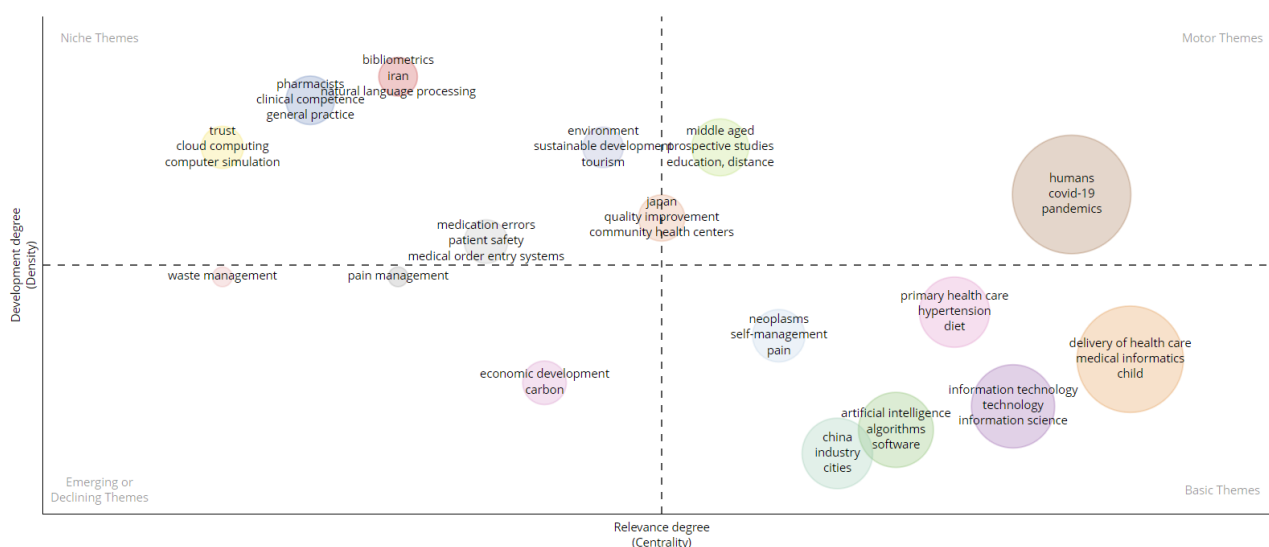 Niche Themes
Motor Themes
bibliometrics
iran
natural language processing
pharmacists
clinical competence
general practice
trust
cloud computing
computer simulation
environment
sustainable development
tourism
middle aged
prospective studies
education, distance
humans
covid-19
pandemics
japan
quality improvement
community health centers
medication errors
patient safety
medical order entry systems
waste management
pain management
primary health care
hypertension
diet
neoplasms
self-management
pain
delivery of health care
medical informatics
child
economic development
carbon
information technology
technology
information science
artificial intelligence
algorithms
software
china
industry
cities
Emerging or
Declining Themes
Basic Themes
Development degree
(Density)
Relevance degree
(Centrality)